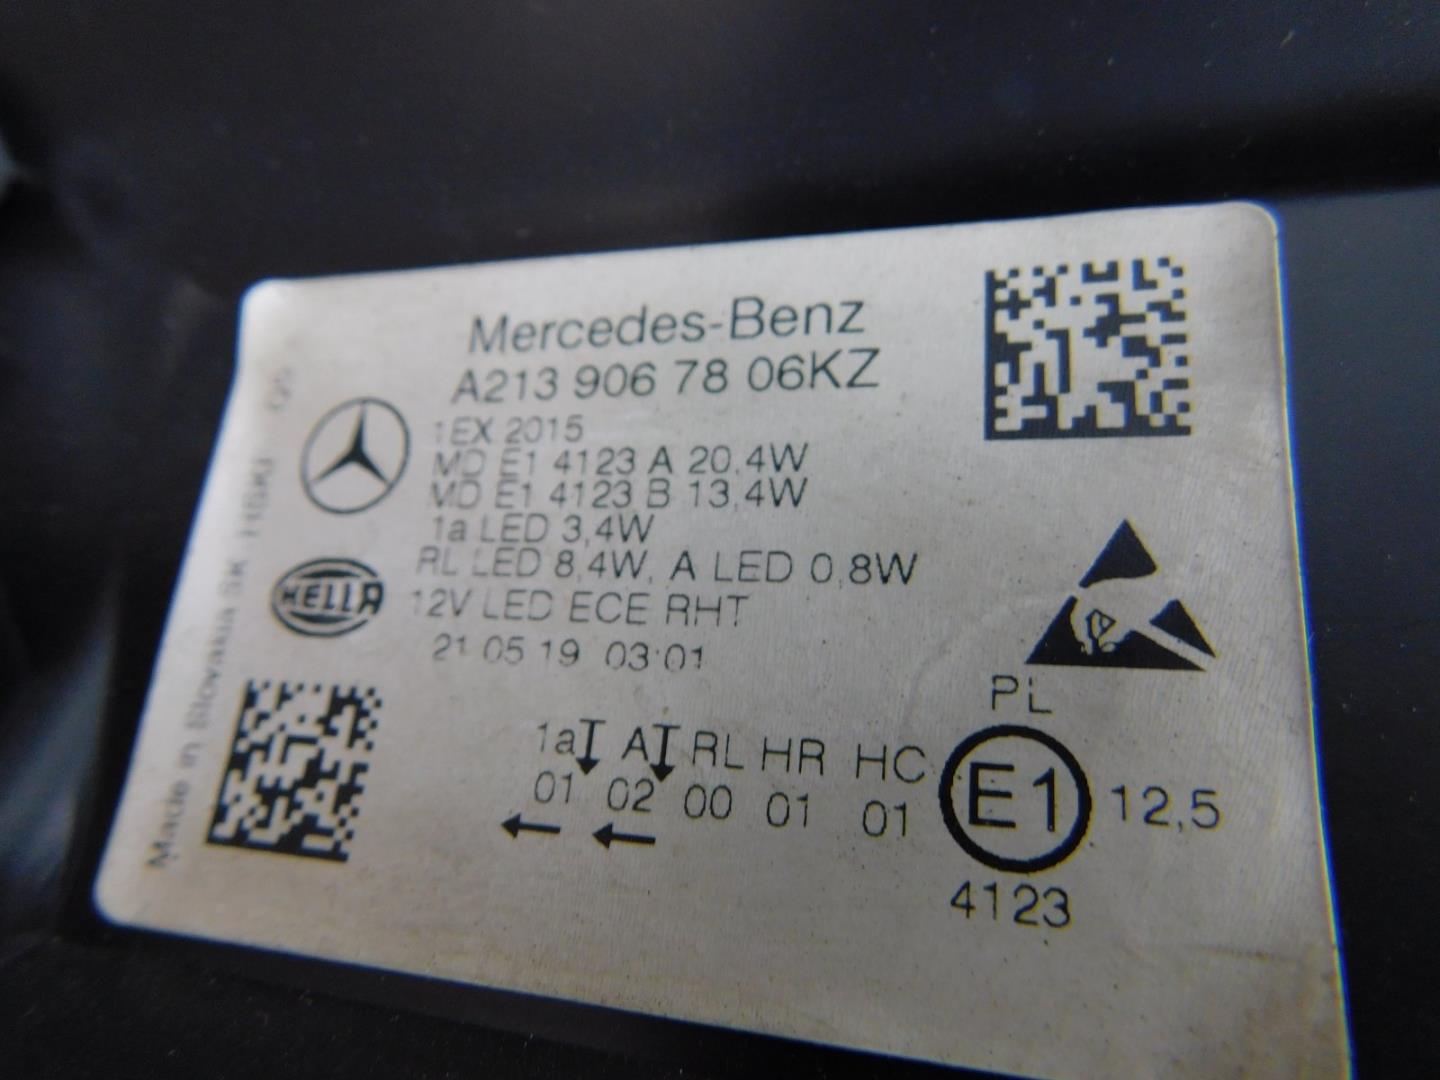 Mercedes-Benz
A213 906 78 06KZ
1EX 2015
MD E1 4123 A 20,4W
MD E1 4123 B 13,4W
1a LED 3,4W
RL LED 8,4W, A LED 0,8W
12V LED ECE RHT
21 05 19 03:01
HELLA
Made in Slovakia SK
PL
1a A RL HR HC
01 02 00 01 01
E1 12,5
4123